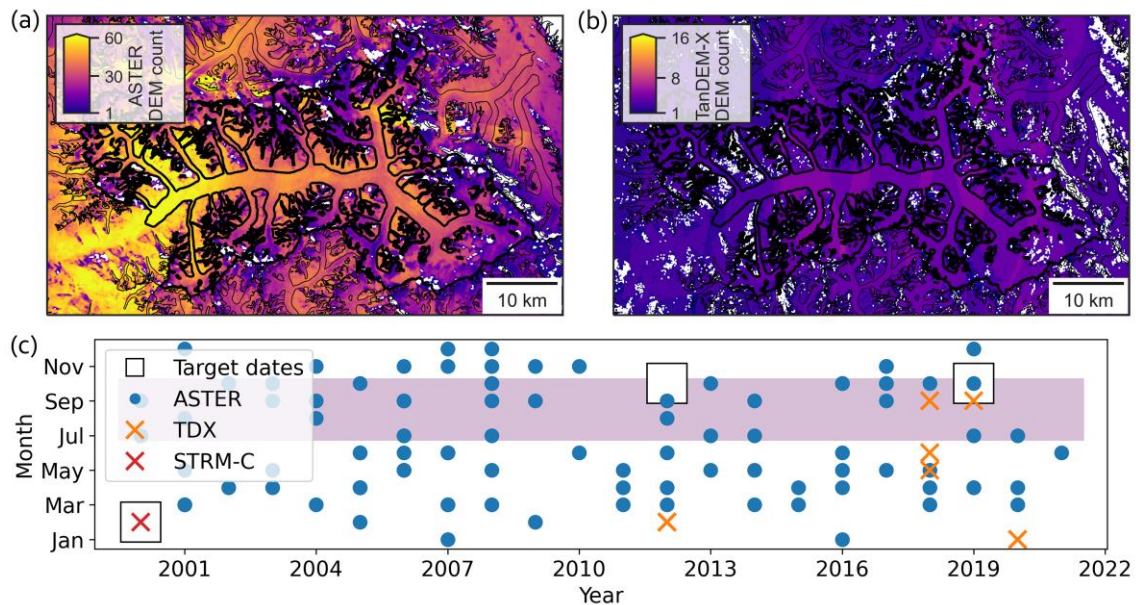 (a)
60
30
1
ASTER
DEM count
10 km
(b)
16
8
1
TanDEM-X
DEM count
10 km
(c)
Month
Nov
Sep
Jul
May
Mar
Jan
Target dates
ASTER
TDX
STRM-C
2001 2004 2007 2010 2013 2016 2019 2022
Year